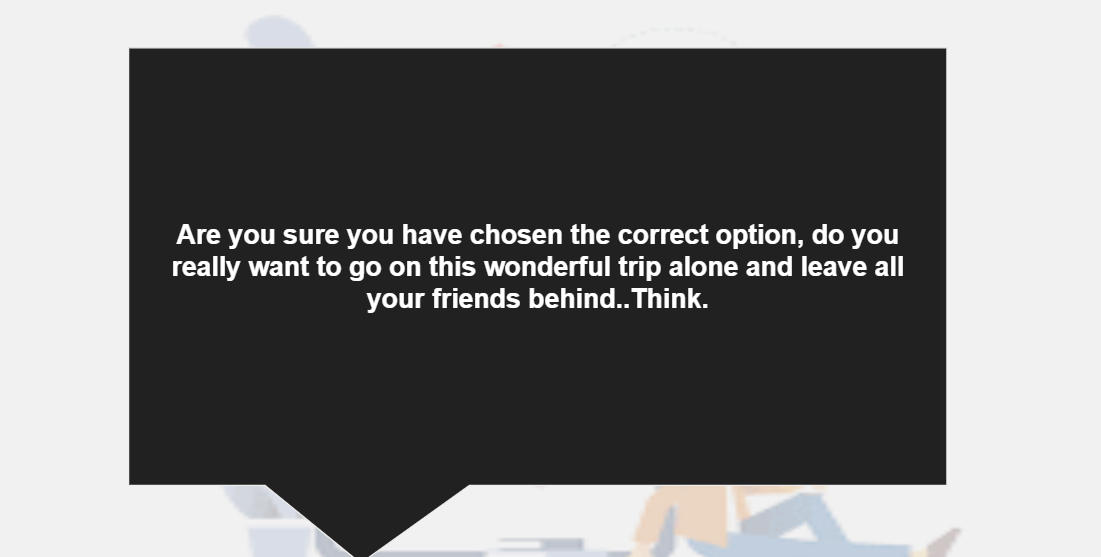 Are you sure you have chosen the correct option, do you
really want to go on this wonderful trip alone and leave all
your friends behind..Think.